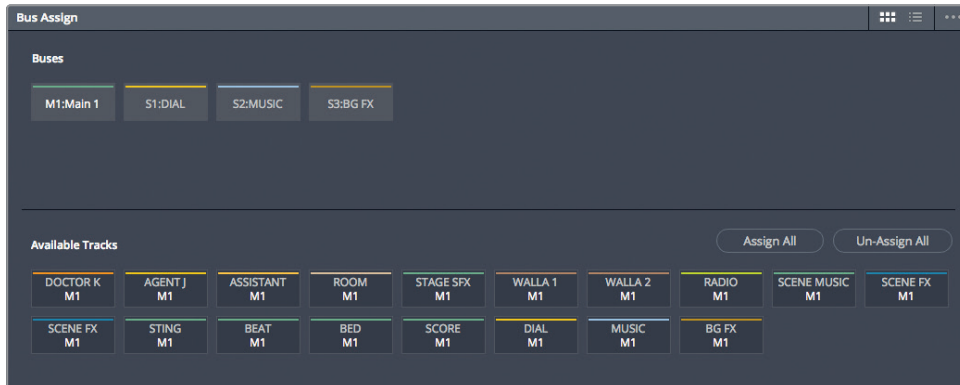 Bus Assign
Buses
M1:Main 1 S1:DIAL S2:MUSIC S3:BG FX
Available Tracks Assign All Un-Assign All
DOCTOR K AGENT J ASSISTANT ROOM STAGE SFX WALLA 1 WALLA 2 RADIO SCENE MUSIC SCENE FX
M1 M1 M1 M1 M1 M1 M1 M1 M1 M1
SCENE FX STING BEAT BED SCORE DIAL MUSIC BG FX
M1 M1 M1 M1 M1 M1 M1 M1